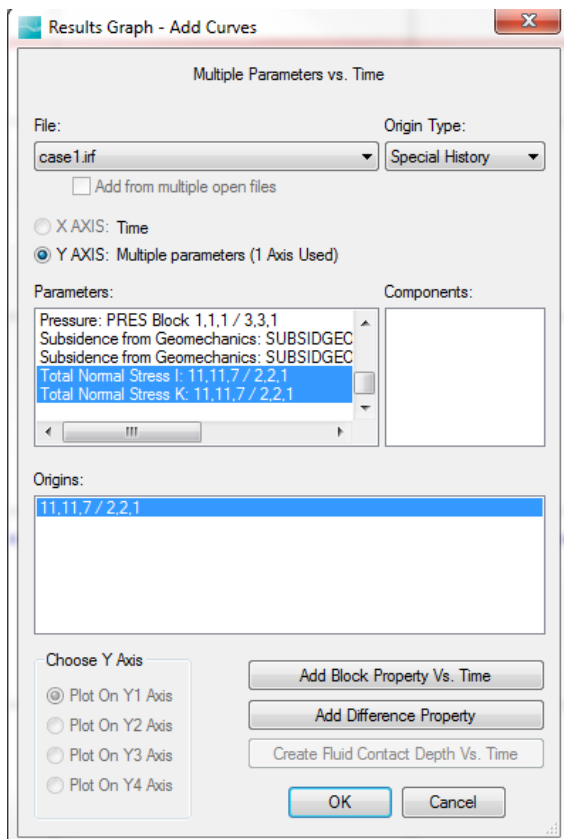 Results Graph - Add Curves
Multiple Parameters vs. Time
File:
Origin Type:
case1.irf
Special History
Add from multiple open files
X AXIS: Time
Y AXIS: Multiple parameters (1 Axis Used)
Parameters:
Components:
Pressure: PRES Block 1,1,1 / 3,3,1
Subsidence from Geomechanics: SUBSIDGEO
Subsidence from Geomechanics: SUBSIDGEO
Total Normal Stress I: 11,11,7 / 2,2,1
Total Normal Stress K: 11,11,7 / 2,2,1
Origins:
11,11,7 / 2,2,1
Choose Y Axis
Plot On Y1 Axis
Plot On Y2 Axis
Plot On Y3 Axis
Plot On Y4 Axis
Add Block Property Vs. Time
Add Difference Property
Create Fluid Contact Depth Vs. Time
OK
Cancel